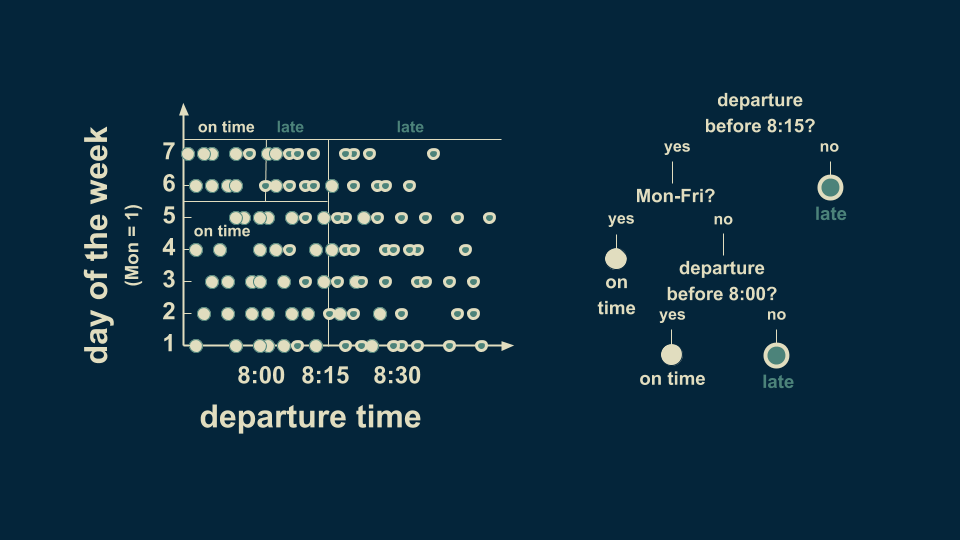 on time late late
7
6
5
on time
4
3
2
1
8:00 8:15 8:30
departure time
day of the week
(Mon = 1)
departure
before 8:15?
yes no
Mon-Fri?
late
yes no
on
time
departure
before 8:00?
yes no
on time
late